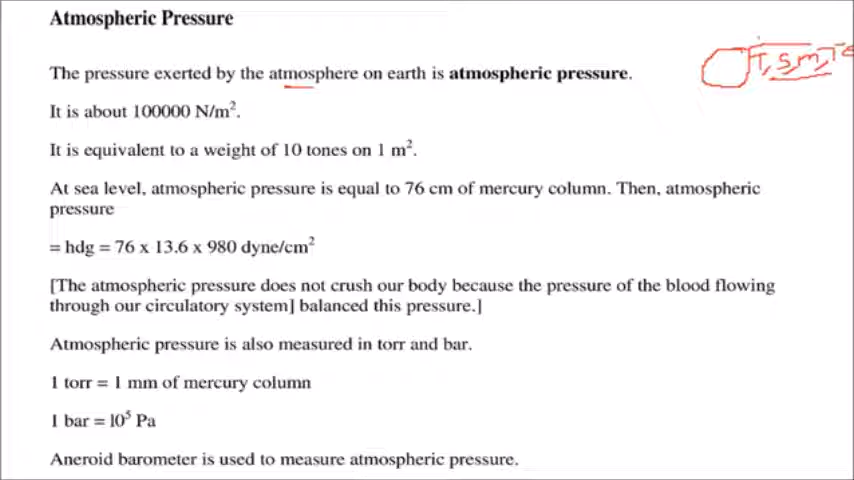 Atmospheric Pressure
The pressure exerted by the atmosphere on earth is atmospheric pressure.
T, S, M, Te
It is about 100000 N/m².
It is equivalent to a weight of 10 tones on 1 m².
At sea level, atmospheric pressure is equal to 76 cm of mercury column. Then, atmospheric
pressure
= hdg = 76 x 13.6 x 980 dyne/cm²
[The atmospheric pressure does not crush our body because the pressure of the blood flowing
through our circulatory system] balanced this pressure.]
Atmospheric pressure is also measured in torr and bar.
1 torr = 1 mm of mercury column
1 bar = 10⁵ Pa
Aneroid barometer is used to measure atmospheric pressure.